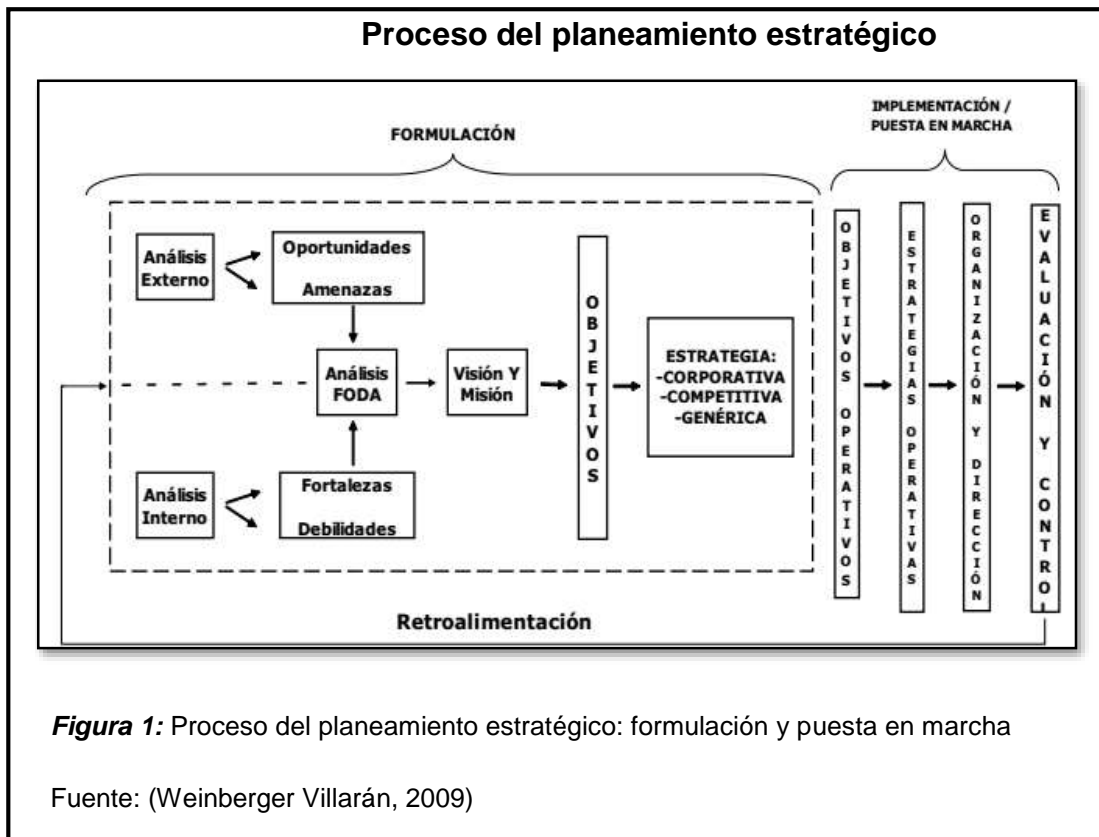 Proceso del planeamiento estratégico
IMPLEMENTACIÓN /
PUESTA EN MARCHA
FORMULACIÓN
Análisis
Externo
Oportunidades
Amenazas
Análisis
FODA
Visión Y
Misión
Análisis
Interno
Fortalezas
Debilidades
OBJETIVOS
ESTRATEGIA:
-CORPORATIVA
-COMPETITIVA
-GENÉRICA
OBJETIVOS OPERATIVOS
ESTRATEGIAS OPERATIVAS
ORGANIZACIÓN Y DIRECCIÓN
EVALUACIÓN Y CONTROL
Retroalimentación
Figura 1: Proceso del planeamiento estratégico: formulación y puesta en marcha
Fuente: (Weinberger Villarán, 2009)